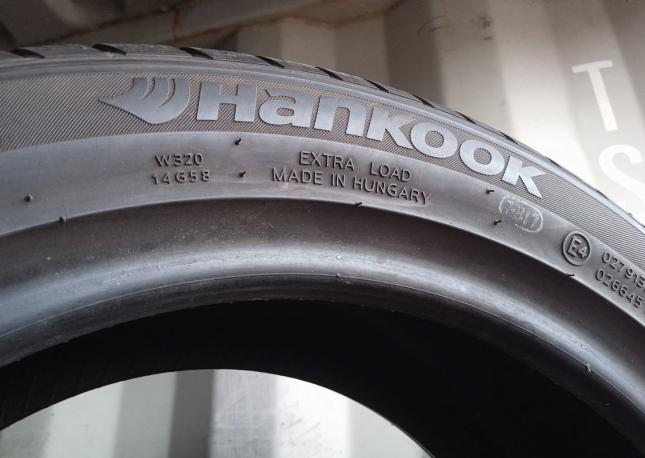 Hankook
W320
14G58
EXTRA LOAD
MADE IN HUNGARY
E4
027913
026645
T